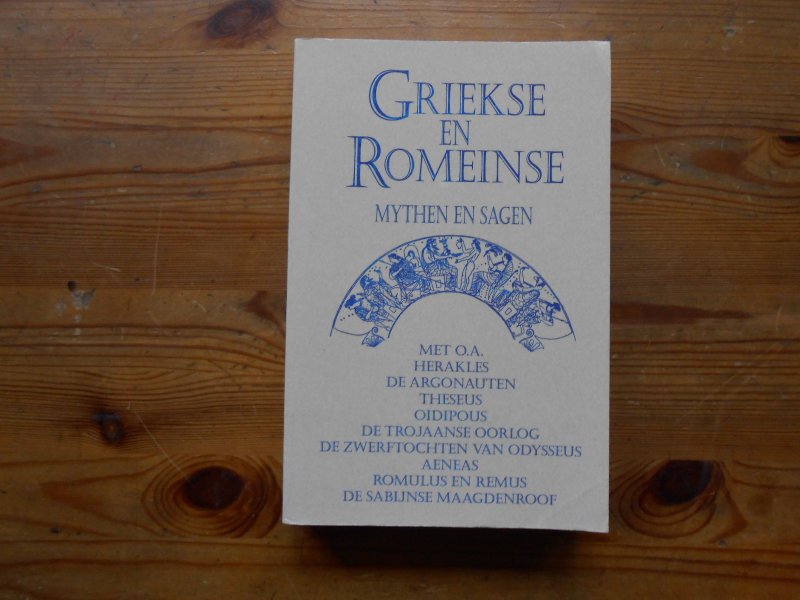 GRIEKSE
EN
ROMEINSE
MYTHEN EN SAGEN
MET O.A.
HERAKLES
DE ARGONAUTEN
THESEUS
OIDIPOUS
DE TROJAANSE OORLOG
DE ZWERFTOCHTEN VAN ODYSSEUS
AENEAS
ROMULUS EN REMUS
DE SABIJNSE MAAGDENROOF